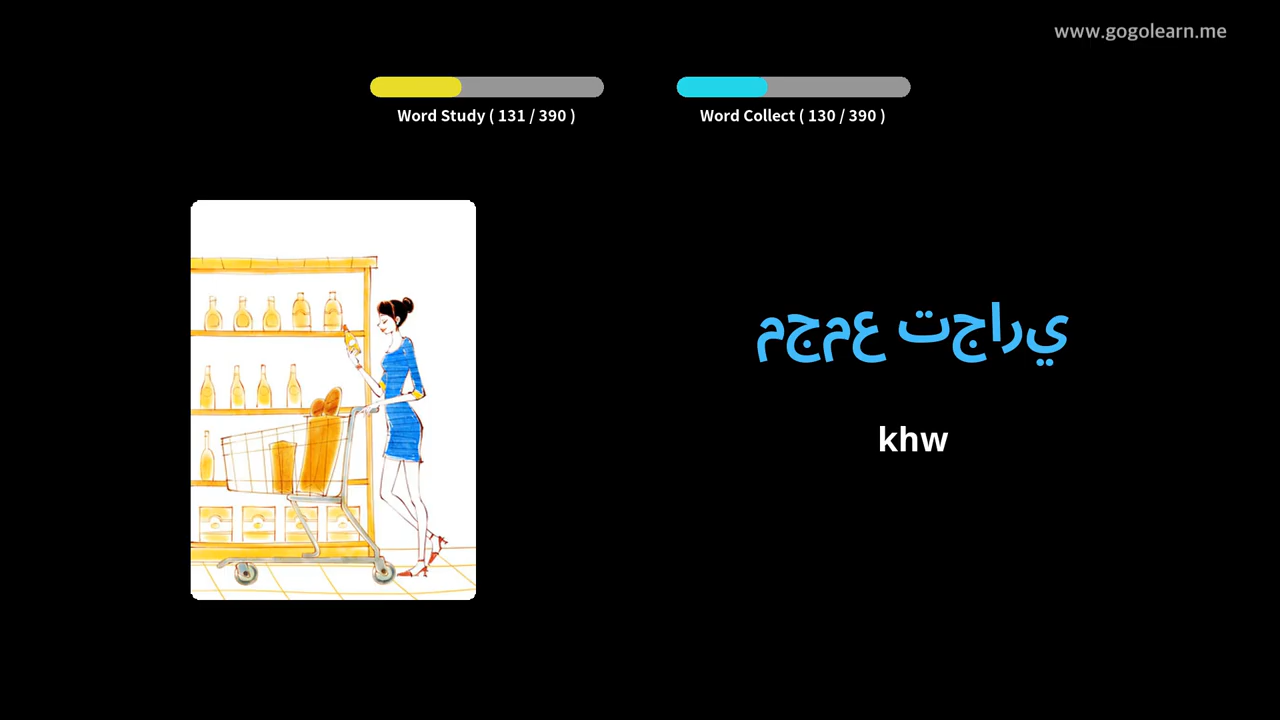 www.gogolearn.me
Word Study ( 131 / 390 )
Word Collect ( 130 / 390 )
مجمع تجاري
khw